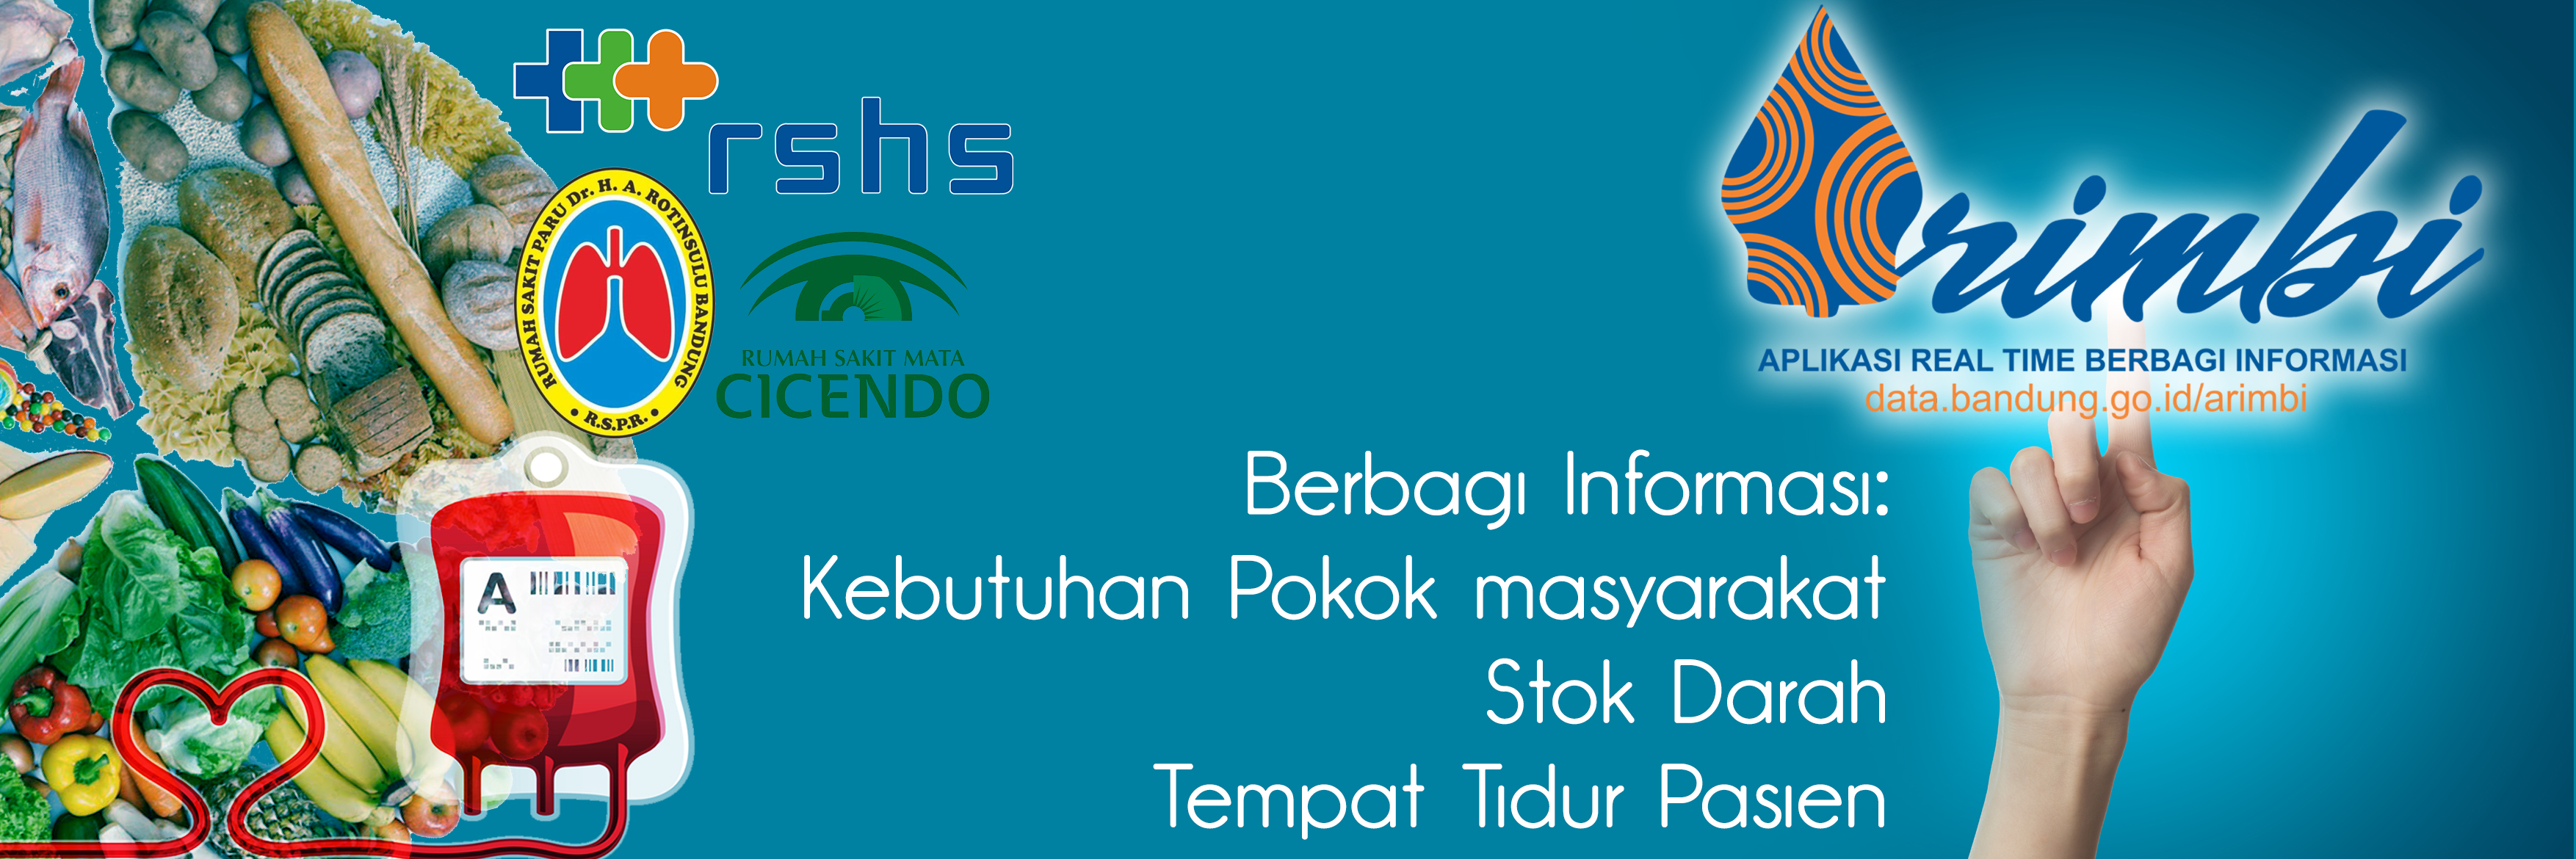 rshs
RUMAH SAKIT PARU Dr. H. A. ROTINSULU BANDUNG
• R.S.P.R. •
RUMAH SAKIT MATA
CICENDO
A
Arimbi
APLIKASI REAL TIME BERBAGI INFORMASI
data.bandung.go.id/arimbi
Berbagi Informasi:
Kebutuhan Pokok masyarakat
Stok Darah
Tempat Tidur Pasien